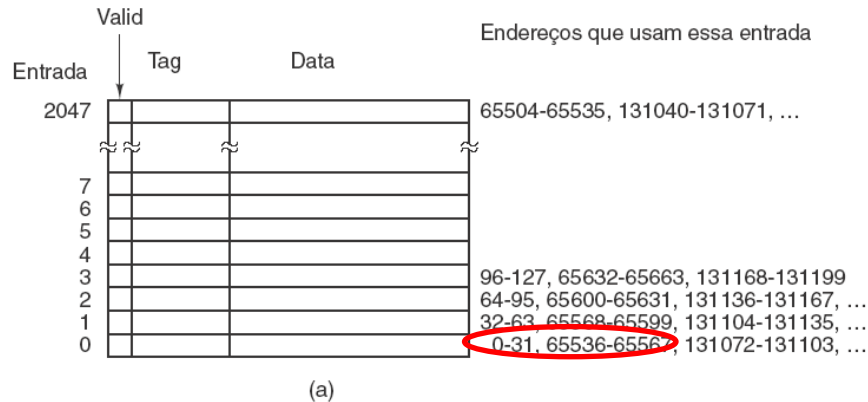 Valid
Endereços que usam essa entrada
Entrada Tag Data
2047 65504-65535, 131040-131071, ...
7
6
5
4
3 96-127, 65632-65663, 131168-131199
2 64-95, 65600-65631, 131136-131167, ...
1 32-63, 65568-65599, 131104-131135, ...
0 0-31, 65536-65567, 131072-131103, ...
(a)